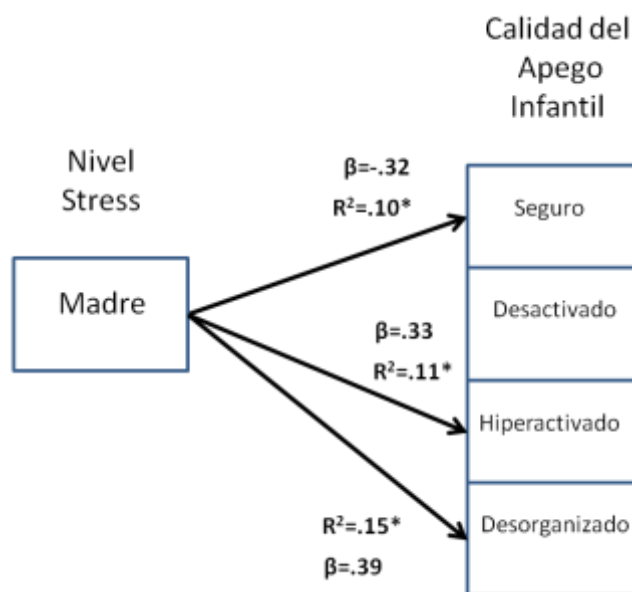 Calidad del
Apego
Infantil
Nivel
Stress
β=-.32
R²=.10*
Seguro
Madre
Desactivado
β=.33
R²=.11*
Hiperactivado
R²=.15*
Desorganizado
β=.39